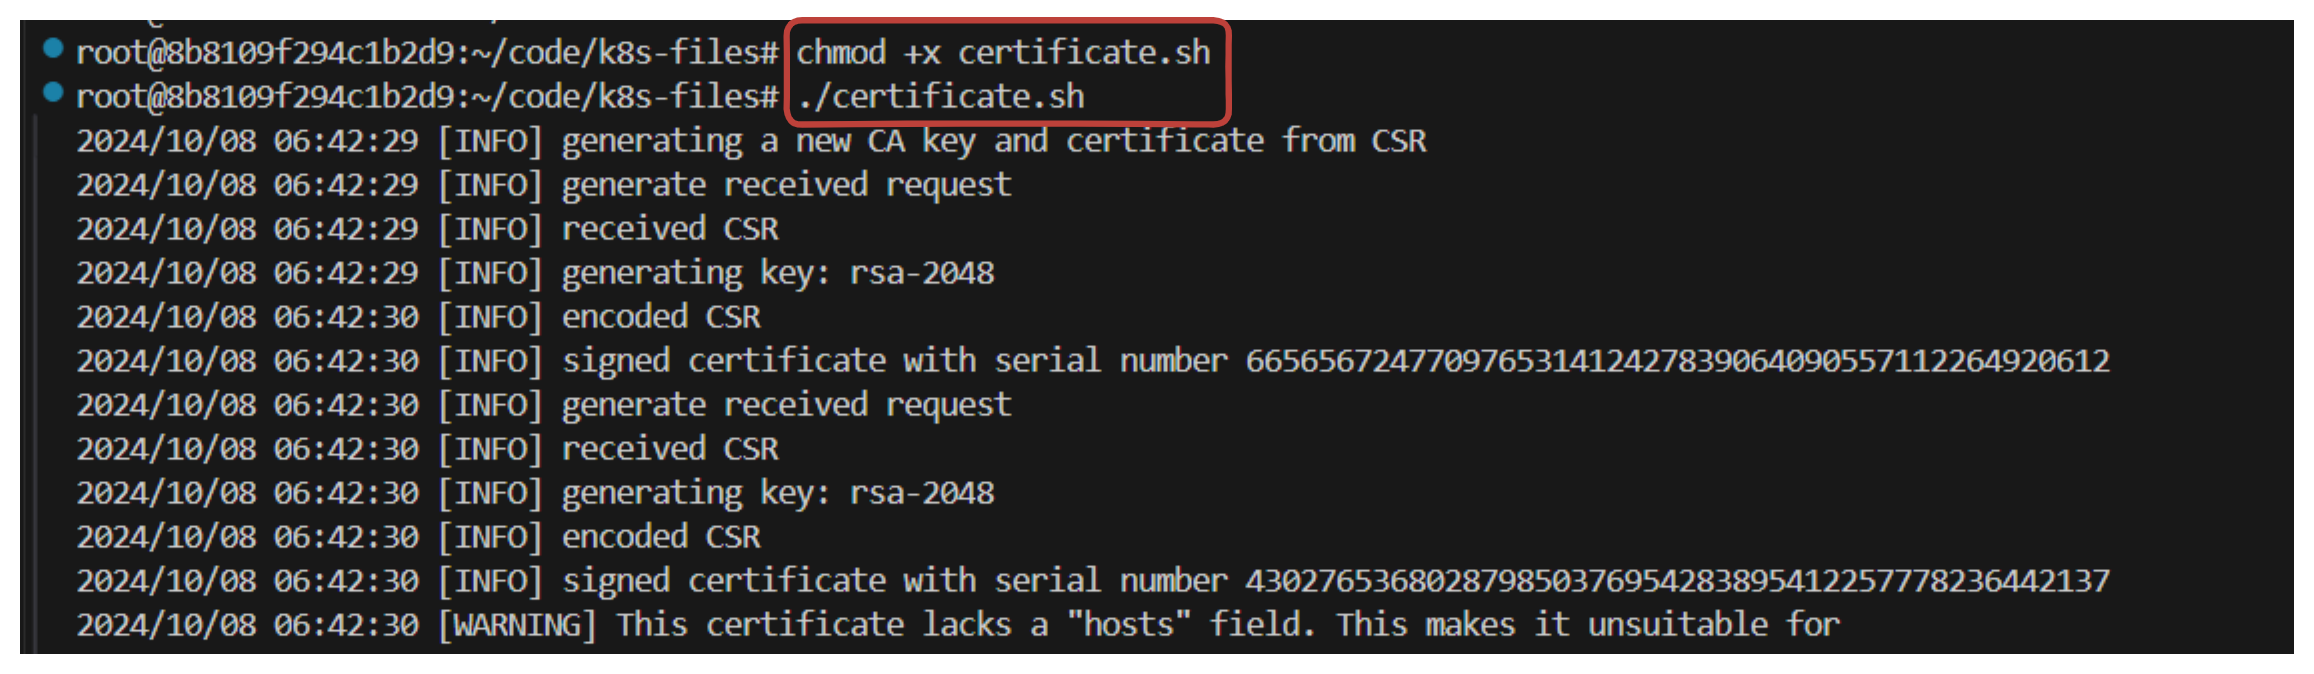 root@8b8109f294c1b2d9:~/code/k8s-files# chmod +x certificate.sh
root@8b8109f294c1b2d9:~/code/k8s-files# ./certificate.sh
2024/10/08 06:42:29 [INFO] generating a new CA key and certificate from CSR
2024/10/08 06:42:29 [INFO] generate received request
2024/10/08 06:42:29 [INFO] received CSR
2024/10/08 06:42:29 [INFO] generating key: rsa-2048
2024/10/08 06:42:30 [INFO] encoded CSR
2024/10/08 06:42:30 [INFO] signed certificate with serial number 665656724770976531412427839064090557112264920612
2024/10/08 06:42:30 [INFO] generate received request
2024/10/08 06:42:30 [INFO] received CSR
2024/10/08 06:42:30 [INFO] generating key: rsa-2048
2024/10/08 06:42:30 [INFO] encoded CSR
2024/10/08 06:42:30 [INFO] signed certificate with serial number 430276536802879850376954283895412257778236442137
2024/10/08 06:42:30 [WARNING] This certificate lacks a "hosts" field. This makes it unsuitable for